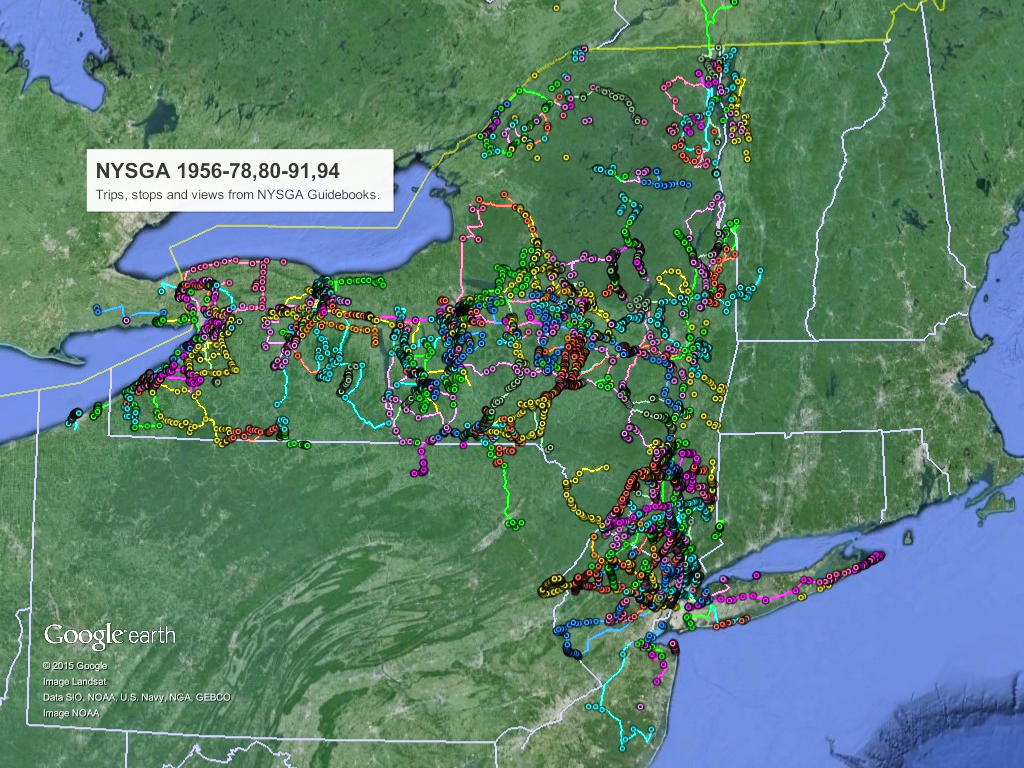 NYSGA 1956-78,80-91,94
Trips, stops and views from NYSGA Guidebooks.
Google earth
© 2015 Google
Image Landsat
Data SIO, NOAA, U.S. Navy, NGA, GEBCO
Image NOAA